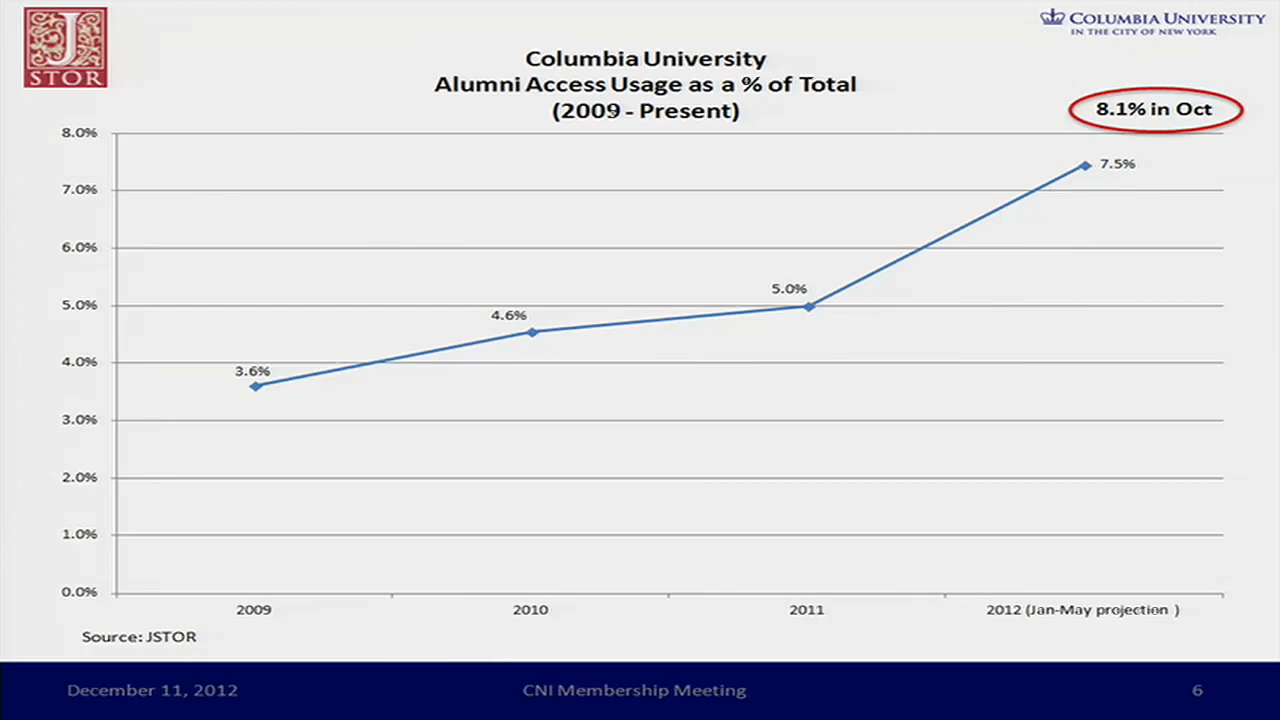 J
STOR
COLUMBIA UNIVERSITY
IN THE CITY OF NEW YORK
Columbia University
Alumni Access Usage as a % of Total
(2009 - Present)
8.1% in Oct
8.0%
7.0%
6.0%
5.0%
4.0%
3.0%
2.0%
1.0%
0.0%
3.6%
4.6%
5.0%
7.5%
2009
2010
2011
2012 (Jan-May projection )
Source: JSTOR
December 11, 2012
CNI Membership Meeting
6